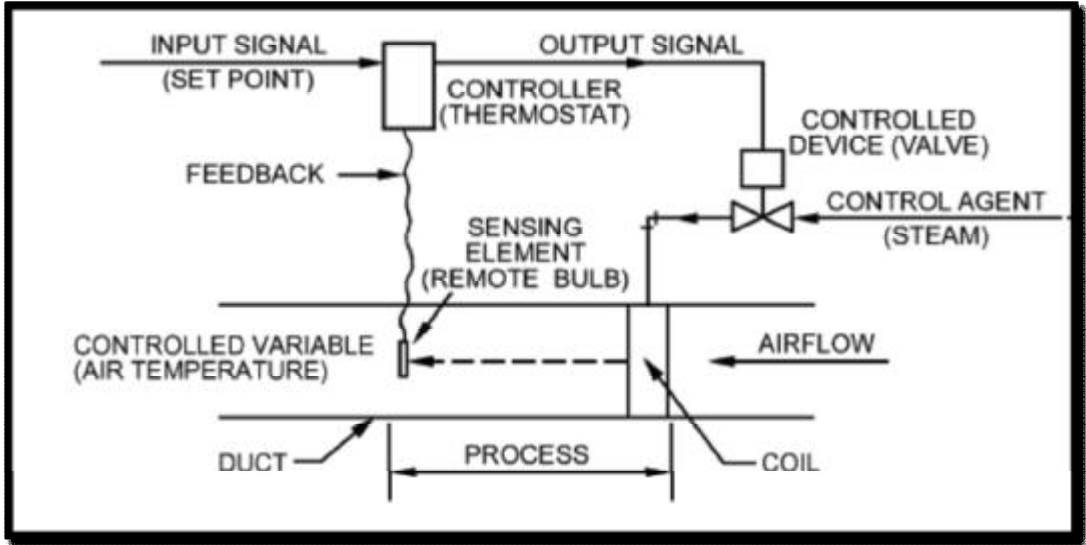 INPUT SIGNAL
(SET POINT)
OUTPUT SIGNAL
CONTROLLER
(THERMOSTAT)
CONTROLLED
DEVICE (VALVE)
FEEDBACK
CONTROL AGENT
(STEAM)
SENSING
ELEMENT
(REMOTE BULB)
CONTROLLED VARIABLE
(AIR TEMPERATURE)
AIRFLOW
DUCT
PROCESS
COIL